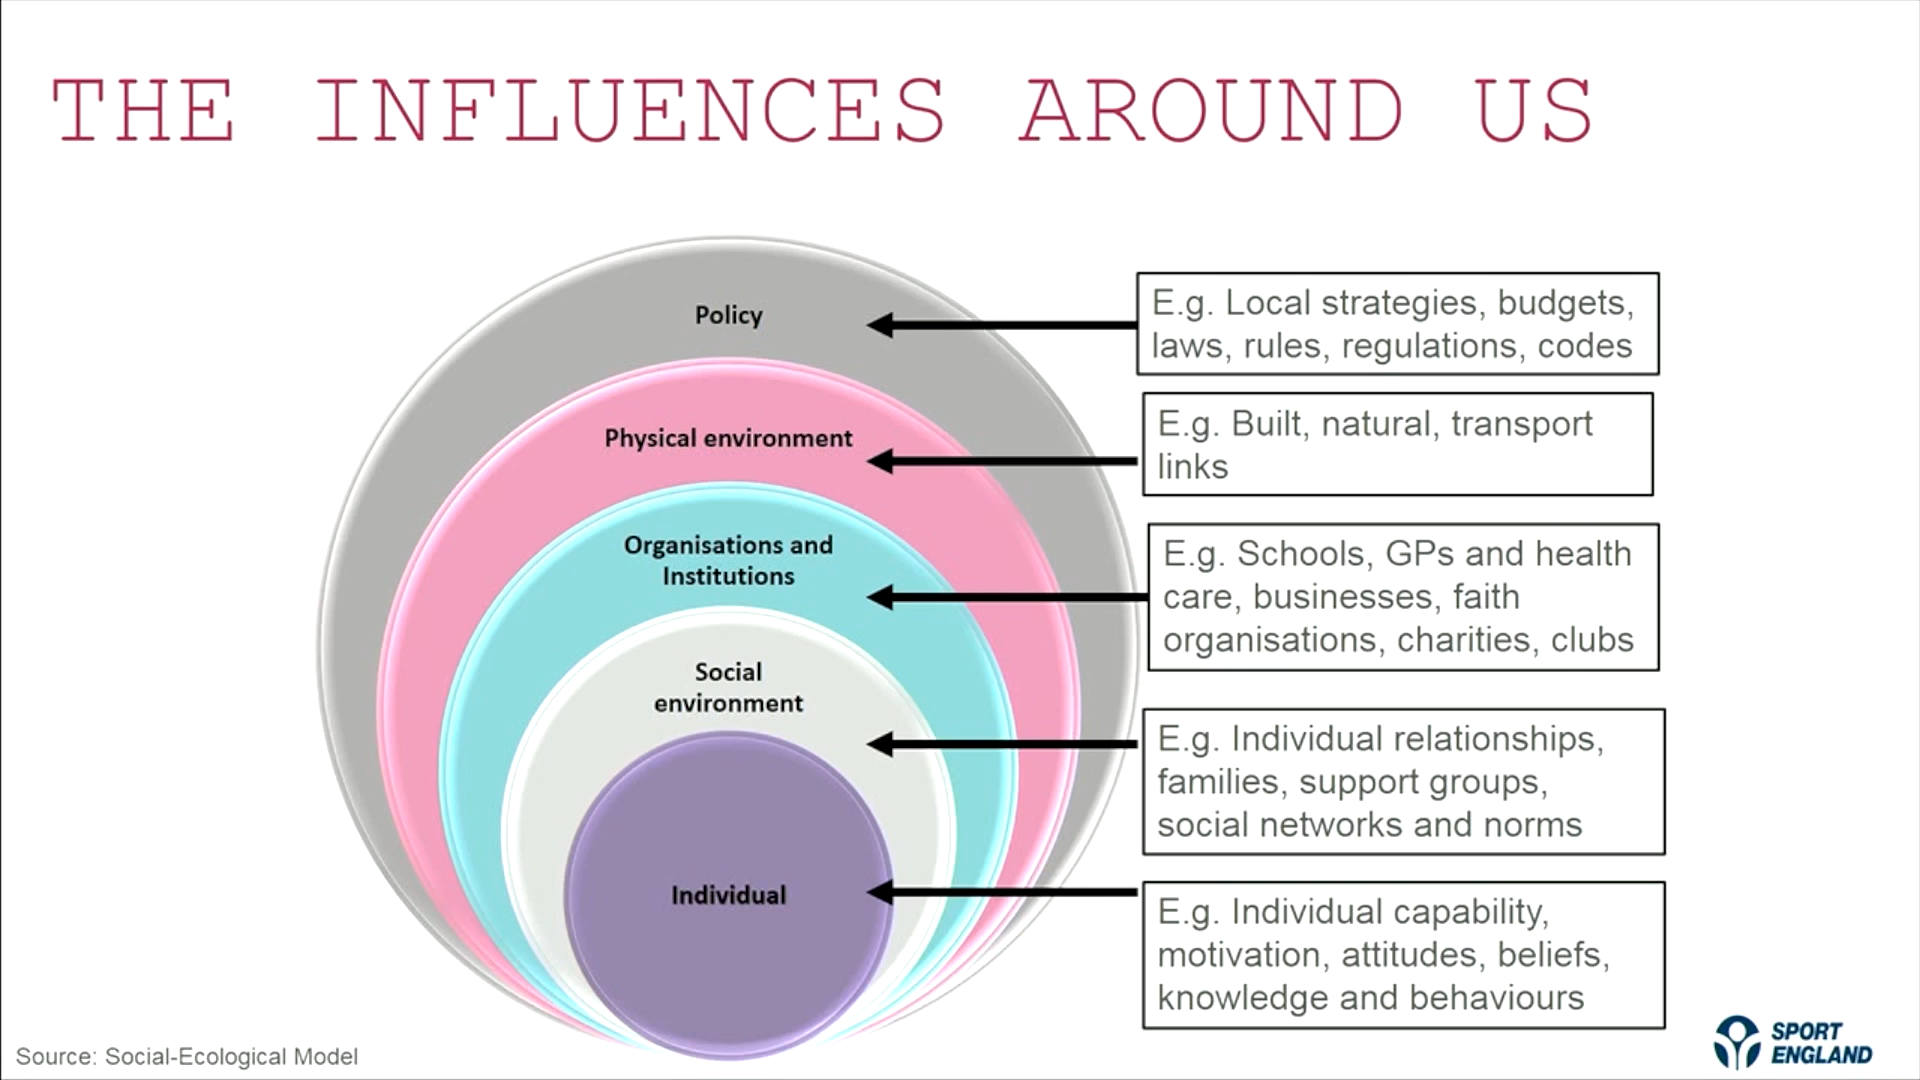 THE INFLUENCES AROUND US
Policy
E.g. Local strategies, budgets,
laws, rules, regulations, codes
Physical environment
E.g. Built, natural, transport
links
Organisations and
Institutions
E.g. Schools, GPs and health
care, businesses, faith
organisations, charities, clubs
Social
environment
E.g. Individual relationships,
families, support groups,
social networks and norms
Individual
E.g. Individual capability,
motivation, attitudes, beliefs,
knowledge and behaviours
Source: Social-Ecological Model
SPORT
ENGLAND